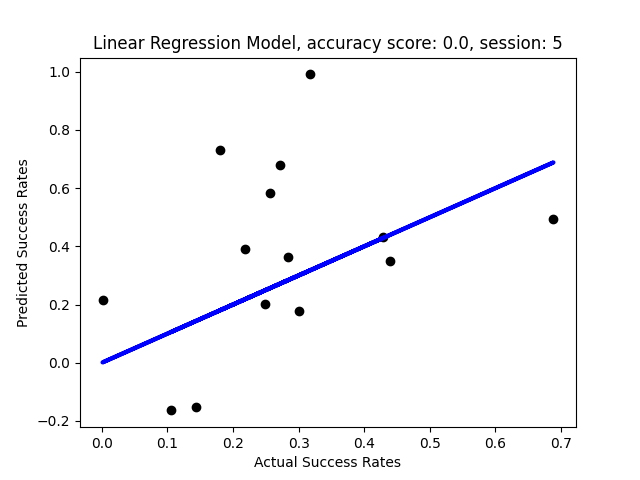 Linear Regression Model, accuracy score: 0.0, session: 5
1.0
0.8
0.6
0.4
0.2
0.0
−0.2
Predicted Success Rates
0.0 0.1 0.2 0.3 0.4 0.5 0.6 0.7
Actual Success Rates